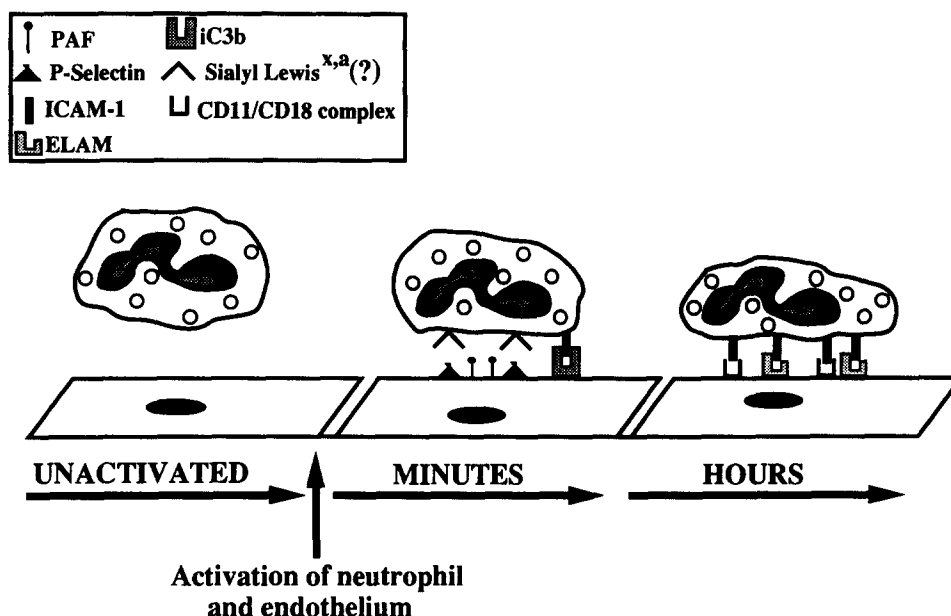 PAF
iC3b
P-Selectin
Sialyl Lewis x,a(?)
ICAM-1
CD11/CD18 complex
ELAM
UNACTIVATED
MINUTES
HOURS
Activation of neutrophil
and endothelium